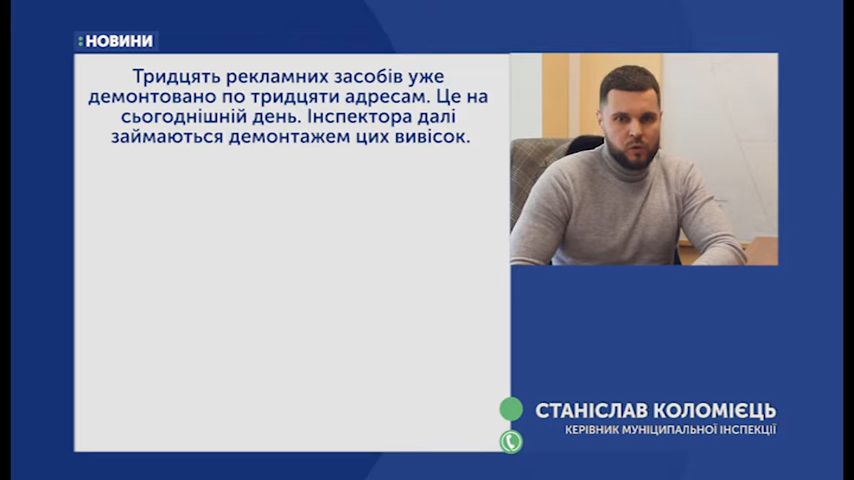 :НОВИНИ
Тридцять рекламних засобів уже
демонтовано по тридцяти адресам. Це на
сьогоднішній день. Інспектора далі
займаються демонтажем цих вивісок.
СТАНІСЛАВ КОЛОМІЄЦЬ
КЕРІВНИК МУНІЦИПАЛЬНОЇ ІНСПЕКЦІЇ